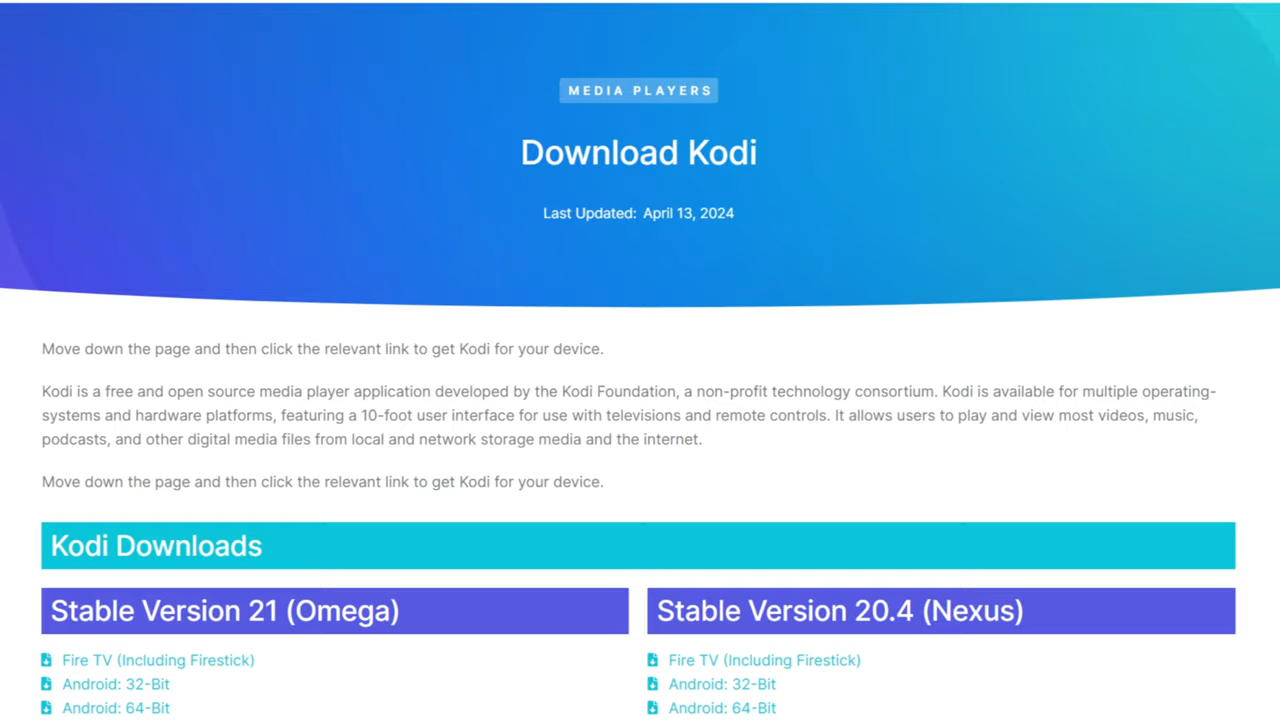 MEDIA PLAYERS
Download Kodi
Last Updated: April 13, 2024
Move down the page and then click the relevant link to get Kodi for your device.
Kodi is a free and open source media player application developed by the Kodi Foundation, a non-profit technology consortium. Kodi is available for multiple operating-
systems and hardware platforms, featuring a 10-foot user interface for use with televisions and remote controls. It allows users to play and view most videos, music,
podcasts, and other digital media files from local and network storage media and the internet.
Move down the page and then click the relevant link to get Kodi for your device.
Kodi Downloads
Stable Version 21 (Omega)
Fire TV (Including Firestick)
Android: 32-Bit
Android: 64-Bit
Stable Version 20.4 (Nexus)
Fire TV (Including Firestick)
Android: 32-Bit
Android: 64-Bit